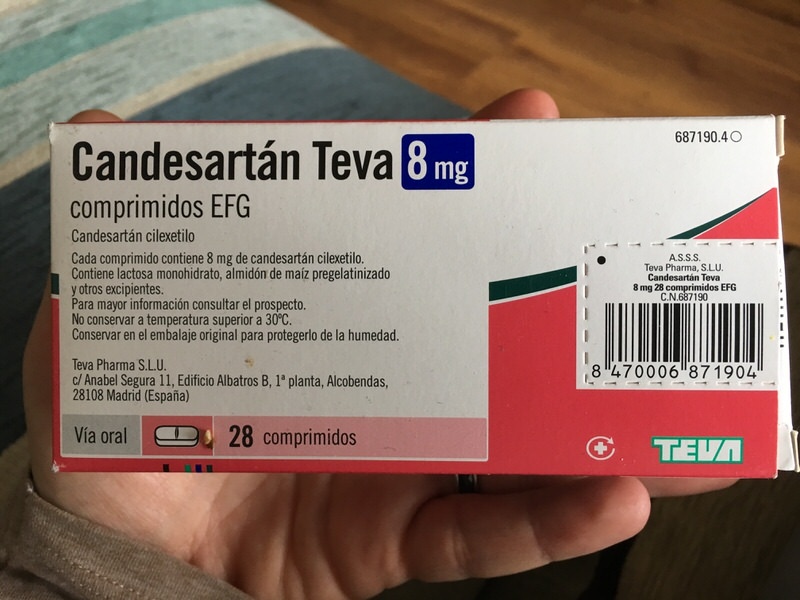 Candesartán Teva 8 mg
687190.4
comprimidos EFG
Candesartán cilexetilo
Cada comprimido contiene 8 mg de candesartán cilexetilo.
Contiene lactosa monohidrato, almidón de maíz pregelatinizado
y otros excipientes.
Para mayor información consultar el prospecto.
No conservar a temperatura superior a 30ºC.
Conservar en el embalaje original para protegerlo de la humedad.
Teva Pharma S.L.U.
c/ Anabel Segura 11, Edificio Albatros B, 1ª planta, Alcobendas,
28108 Madrid (España)
Vía oral
28 comprimidos
A.S.S.S.
Teva Pharma, S.L.U.
Candesartán Teva
8 mg 28 comprimidos EFG
C.N.687190
8 470006 871904
TEVA